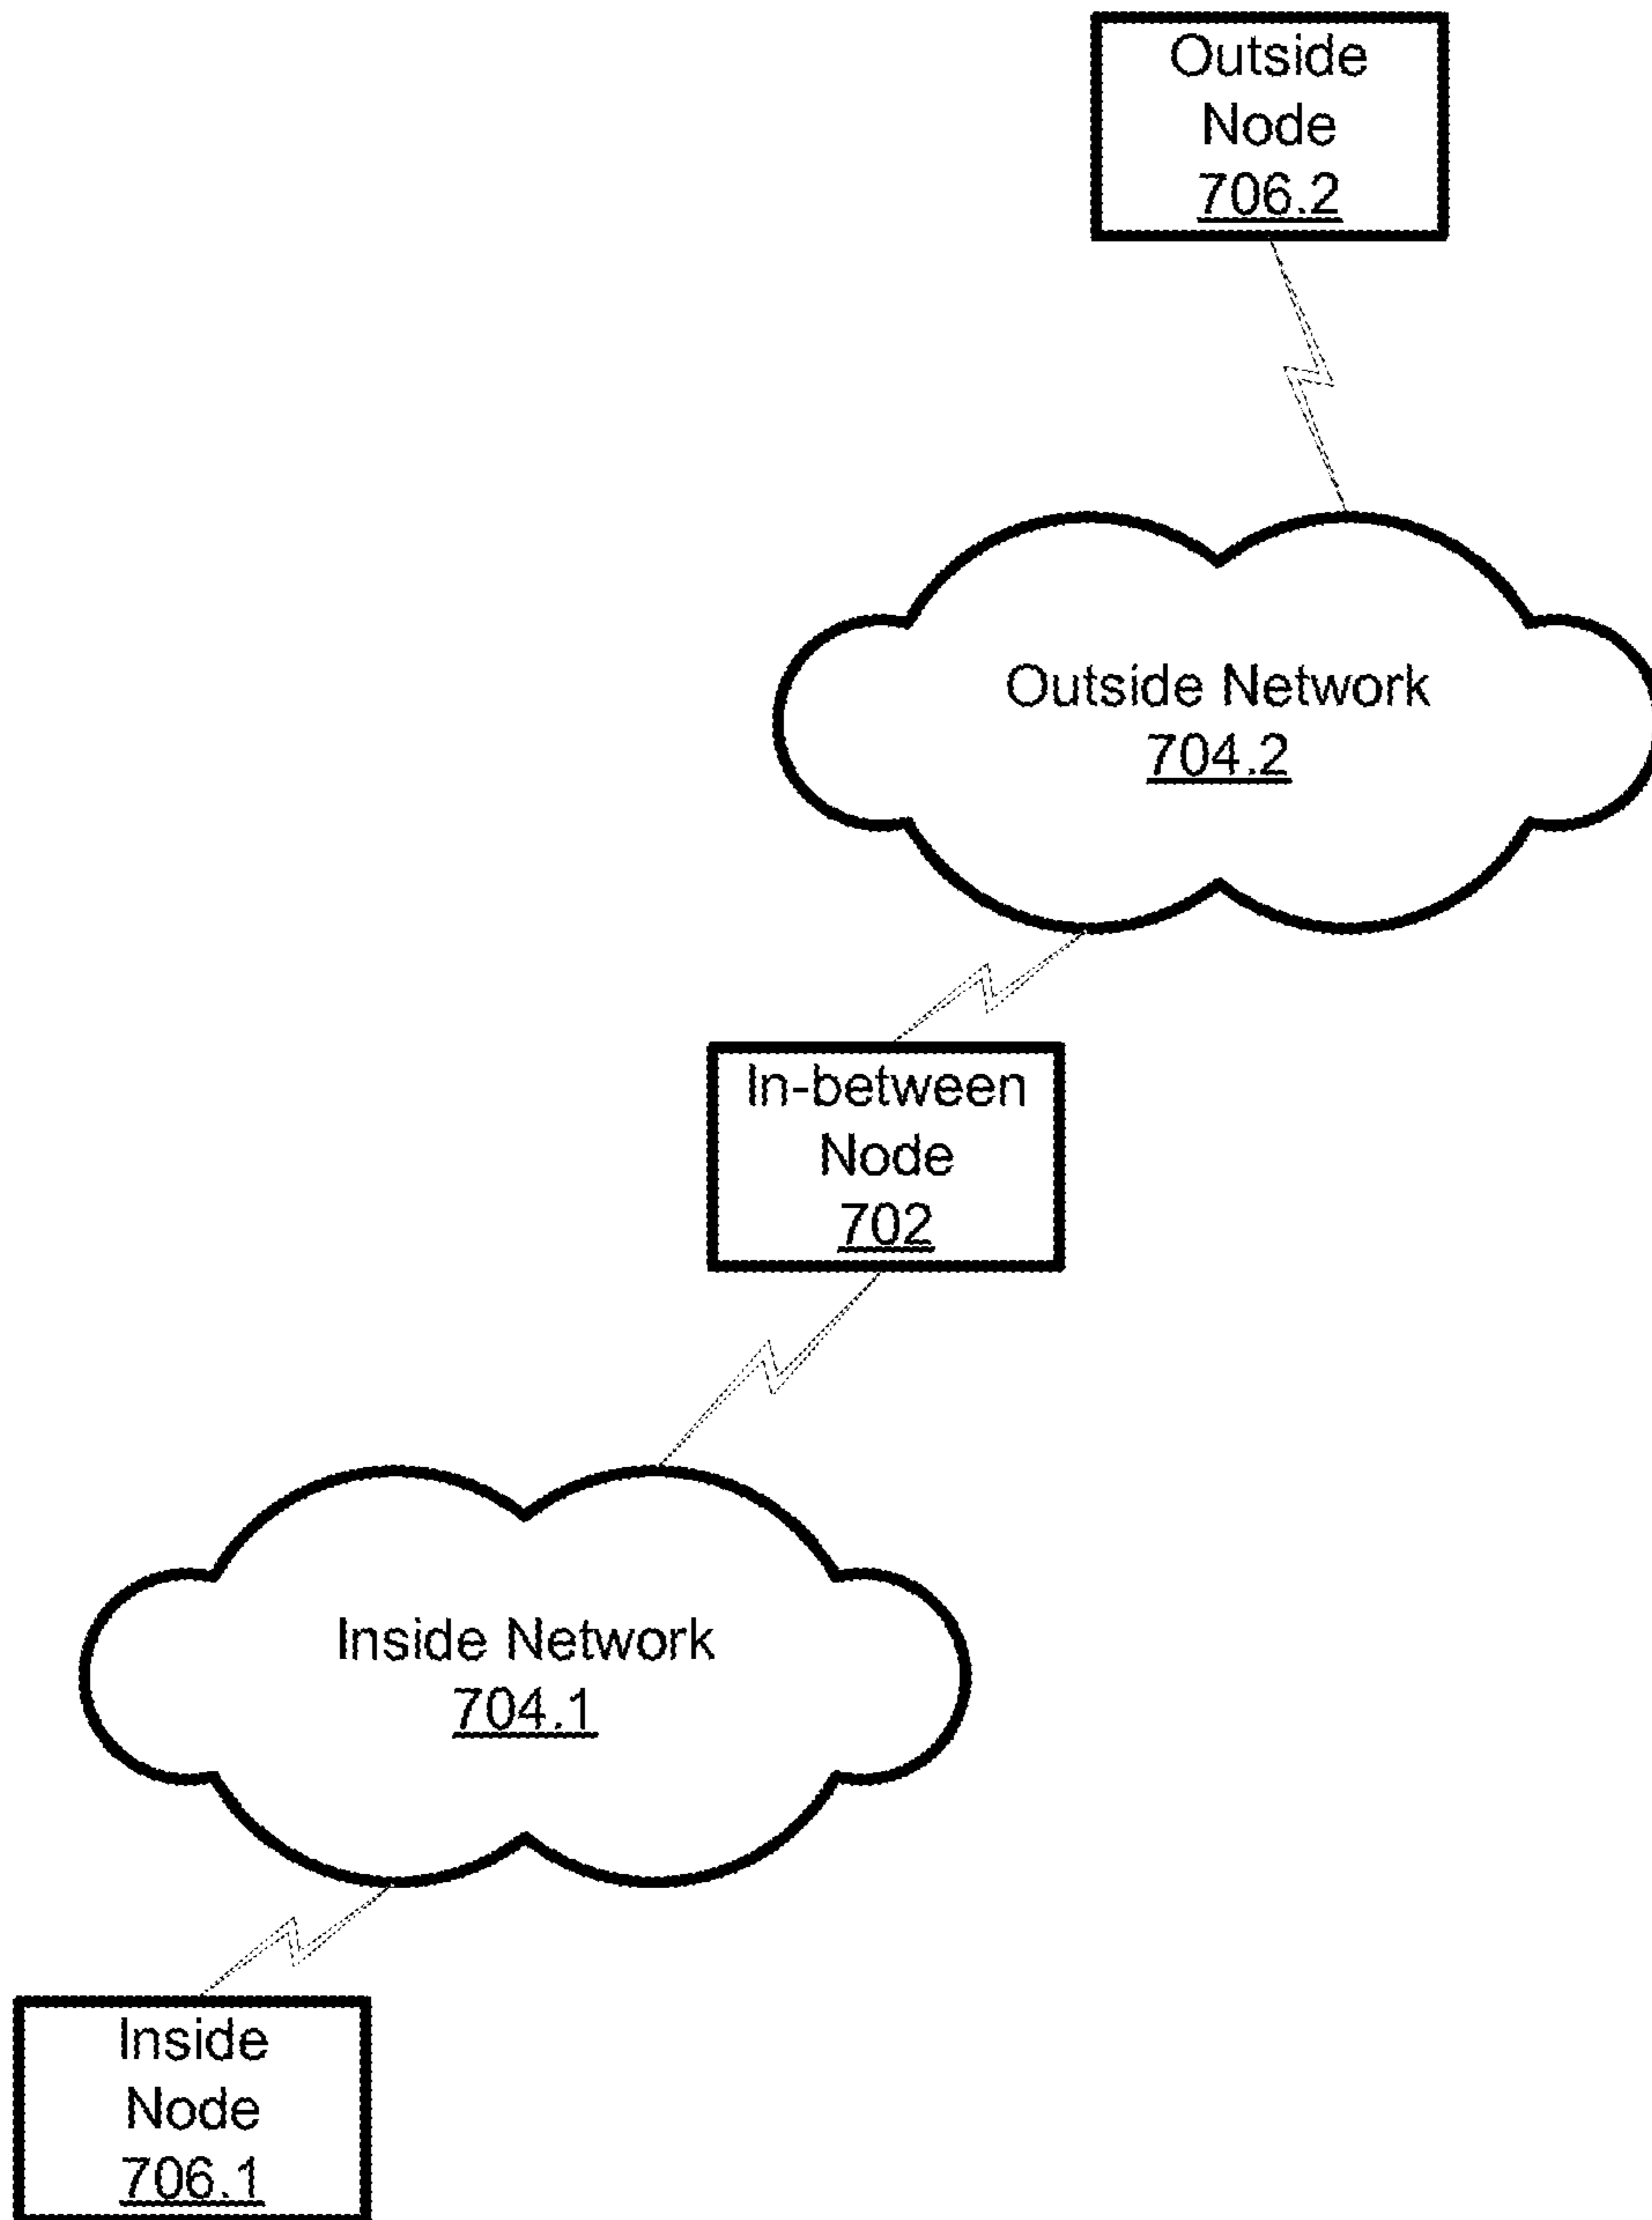 Outside
Node
706.2
Outside Network
704.2
In-between
Node
702
Inside Network
704.1
Inside
Node
706.1